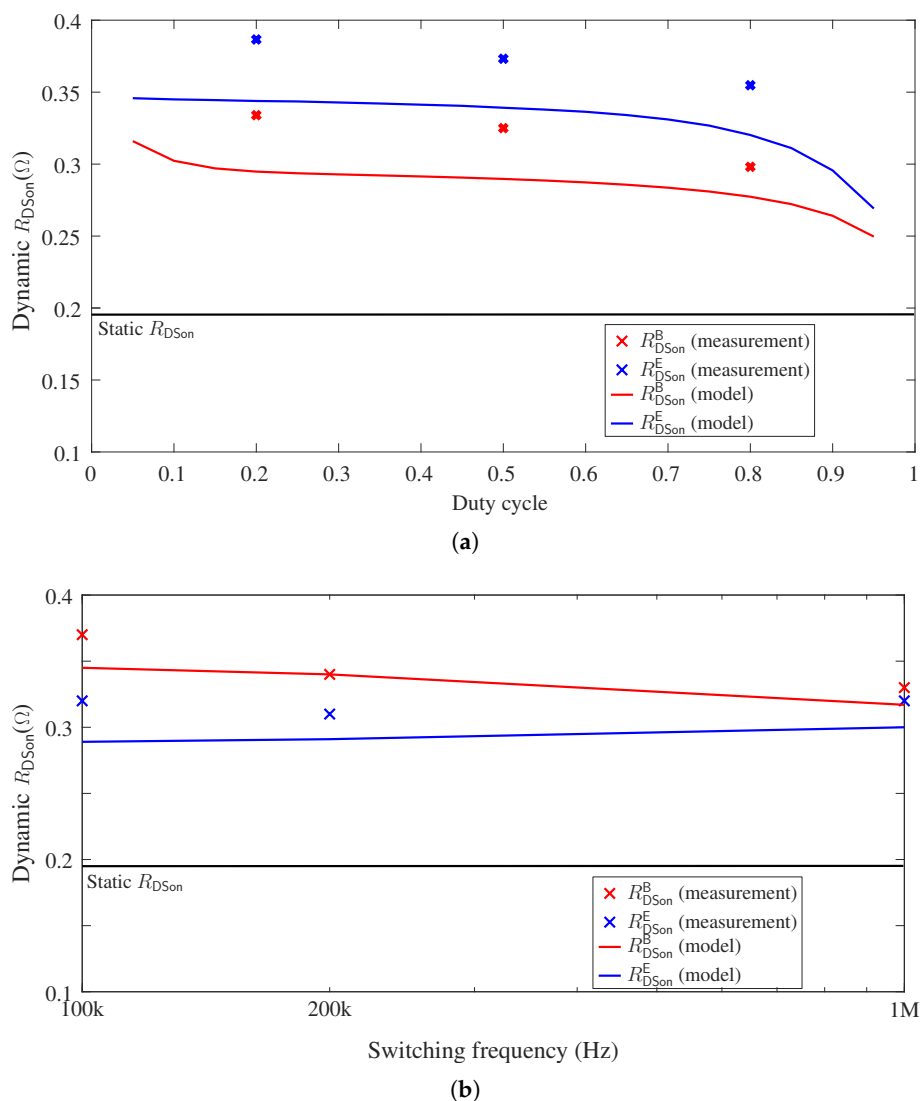 0.4
0.35
0.3
0.25
0.2
0.15
0.1
Dynamic R_DSon(Ω)
Static R_DSon
R^B_DSon (measurement)
R^E_DSon (measurement)
R^B_DSon (model)
R^E_DSon (model)
0 0.1 0.2 0.3 0.4 0.5 0.6 0.7 0.8 0.9 1
Duty cycle
(a)
0.4
0.3
0.2
0.1
Dynamic R_DSon(Ω)
Static R_DSon
R^B_DSon (measurement)
R^E_DSon (measurement)
R^B_DSon (model)
R^E_DSon (model)
100k 200k 1M
Switching frequency (Hz)
(b)